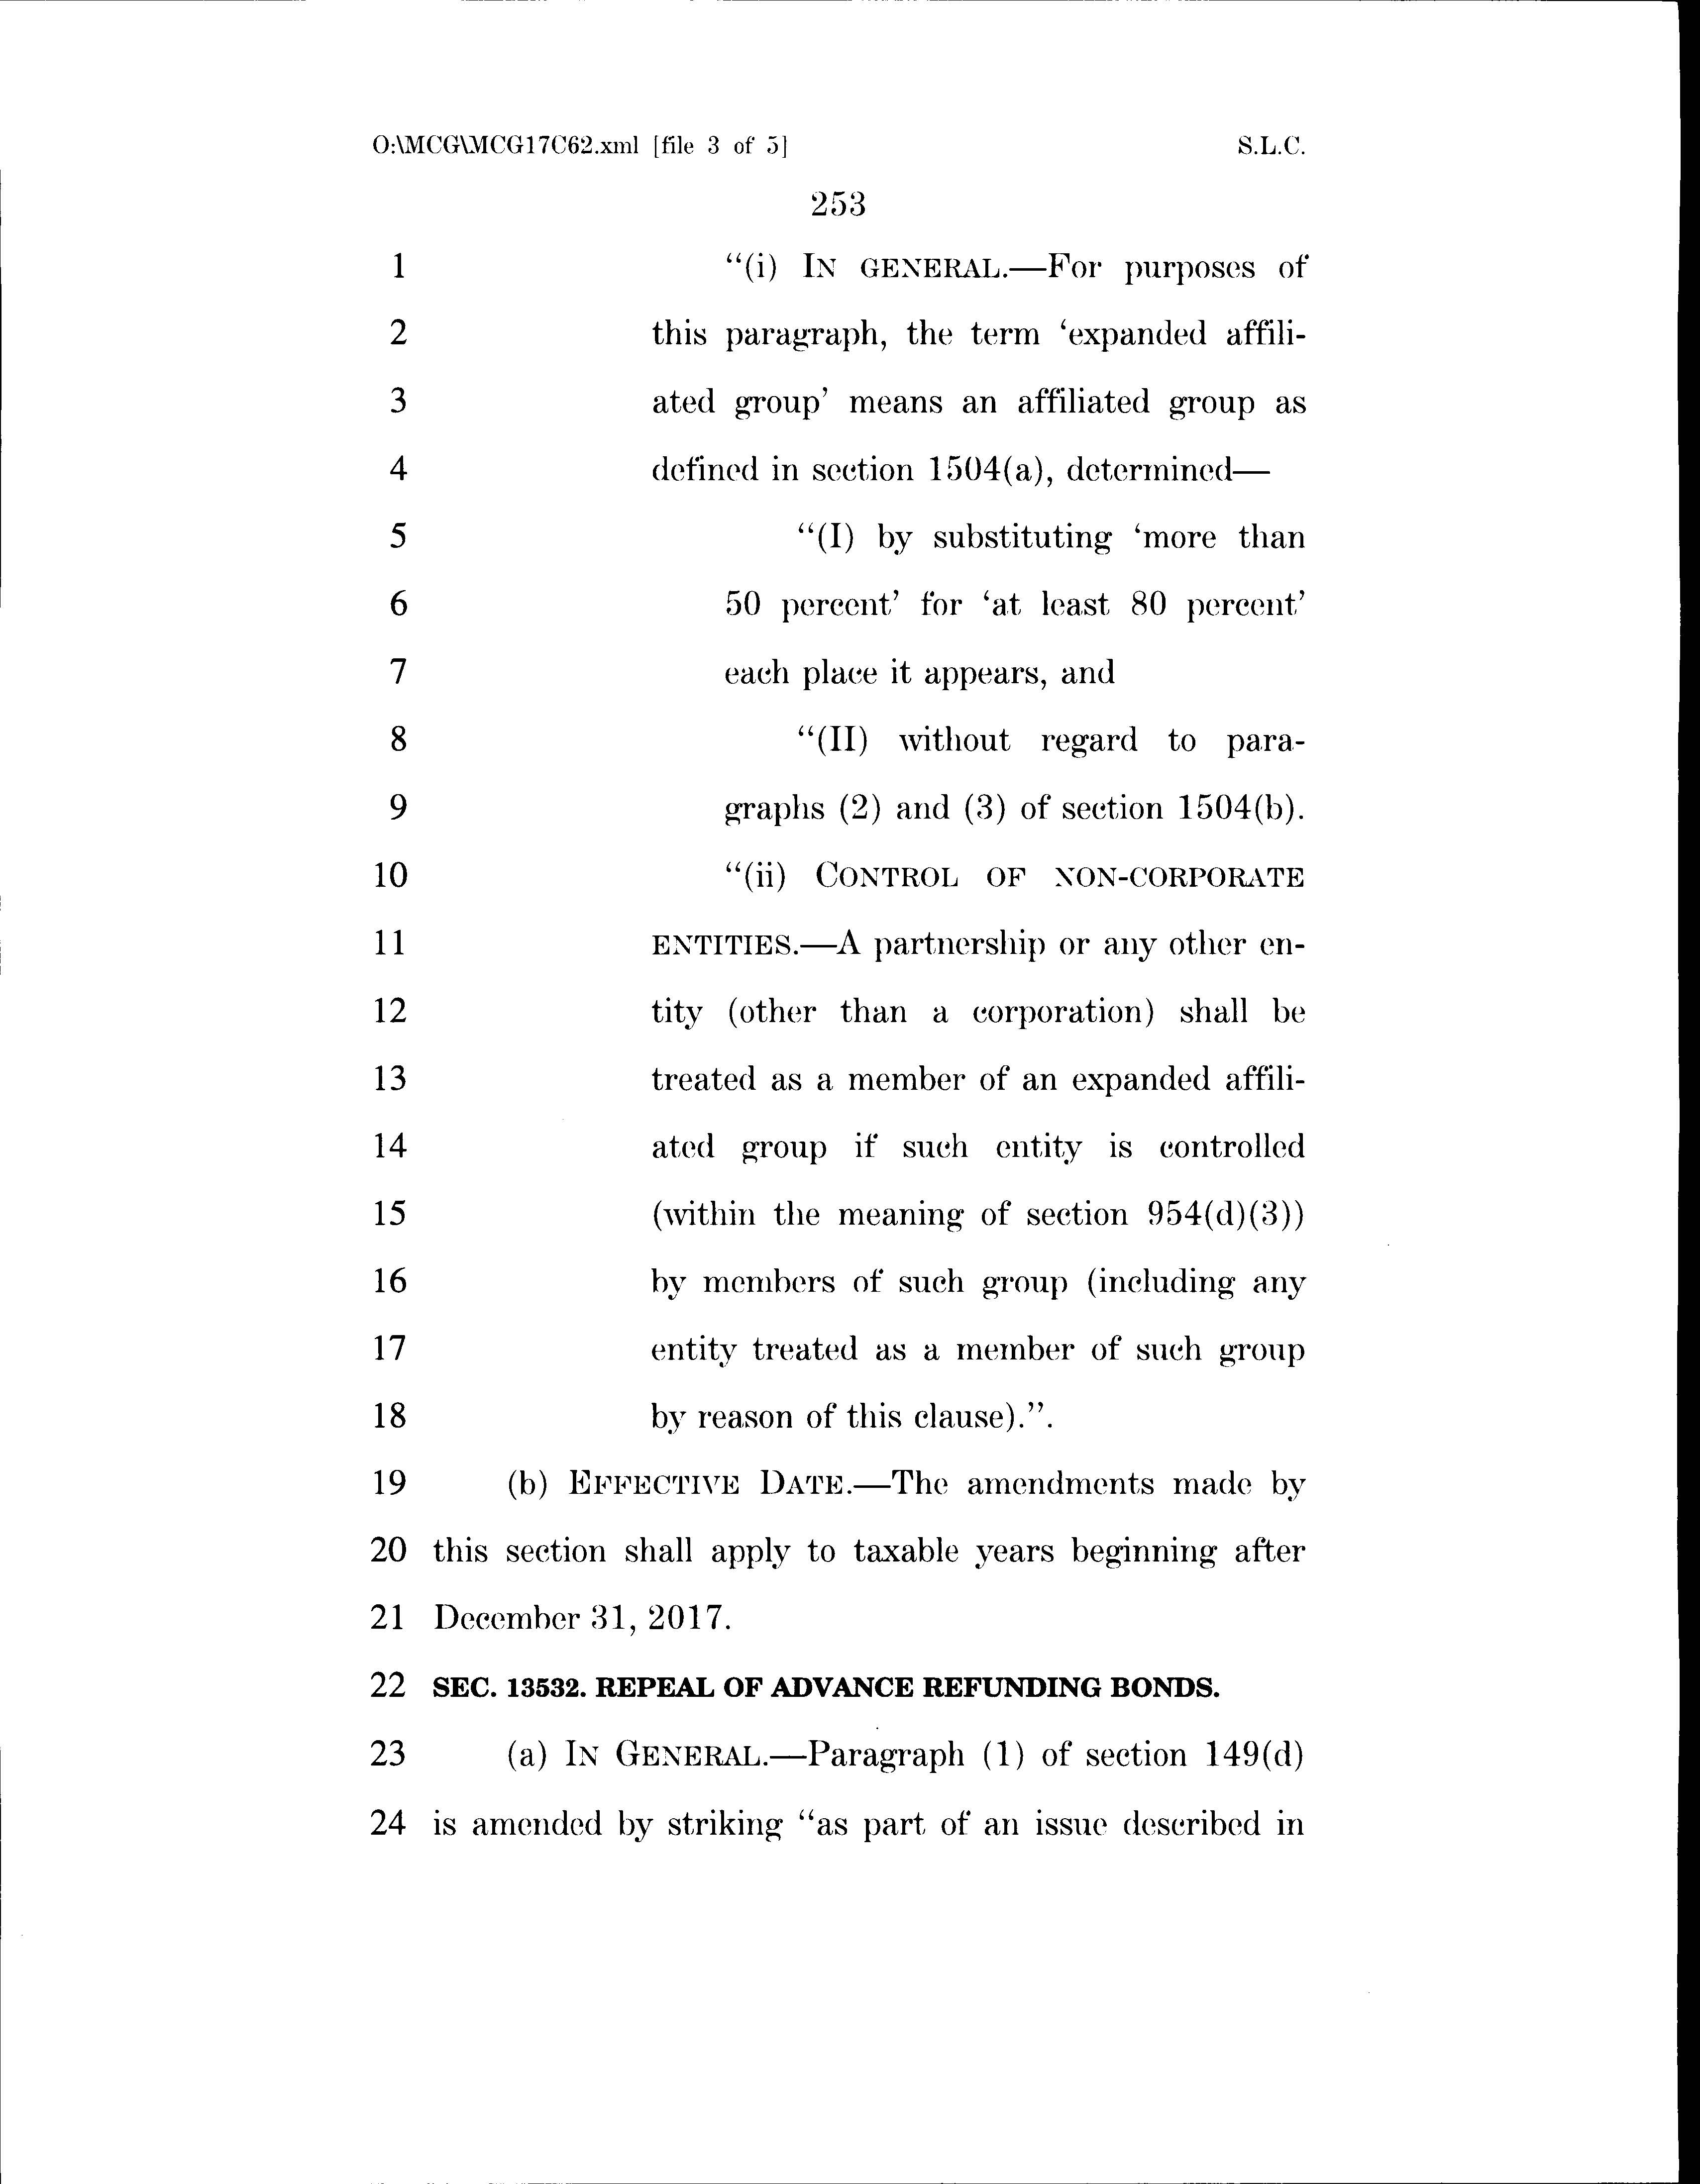 O:\MCG\MCG17C62.xml [file 3 of 5] S.L.C.
253
1 “(i) IN GENERAL.—For purposes of
2 this paragraph, the term ‘expanded affili-
3 ated group’ means an affiliated group as
4 defined in section 1504(a), determined—
5 “(I) by substituting ‘more than
6 50 percent’ for ‘at least 80 percent’
7 each place it appears, and
8 “(II) without regard to para-
9 graphs (2) and (3) of section 1504(b).
10 “(ii) CONTROL OF NON-CORPORATE
11 ENTITIES.—A partnership or any other en-
12 tity (other than a corporation) shall be
13 treated as a member of an expanded affili-
14 ated group if such entity is controlled
15 (within the meaning of section 954(d)(3))
16 by members of such group (including any
17 entity treated as a member of such group
18 by reason of this clause).”.
19 (b) EFFECTIVE DATE.—The amendments made by
20 this section shall apply to taxable years beginning after
21 December 31, 2017.
22 SEC. 13532. REPEAL OF ADVANCE REFUNDING BONDS.
23 (a) IN GENERAL.—Paragraph (1) of section 149(d)
24 is amended by striking “as part of an issue described in